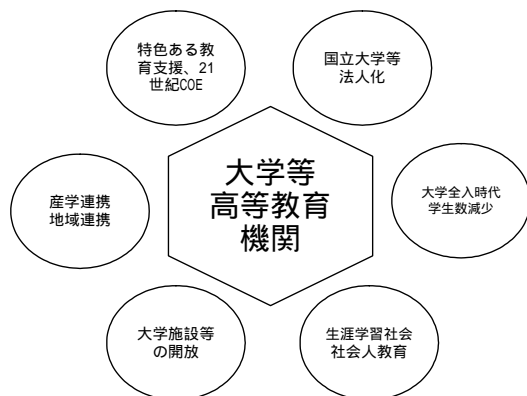 特色ある教
育支援、21
世紀COE
国立大学等
法人化
大学等
高等教育
機関
産学連携
地域連携
大学全入時代
学生数減少
大学施設等
の開放
生涯学習社会
社会人教育